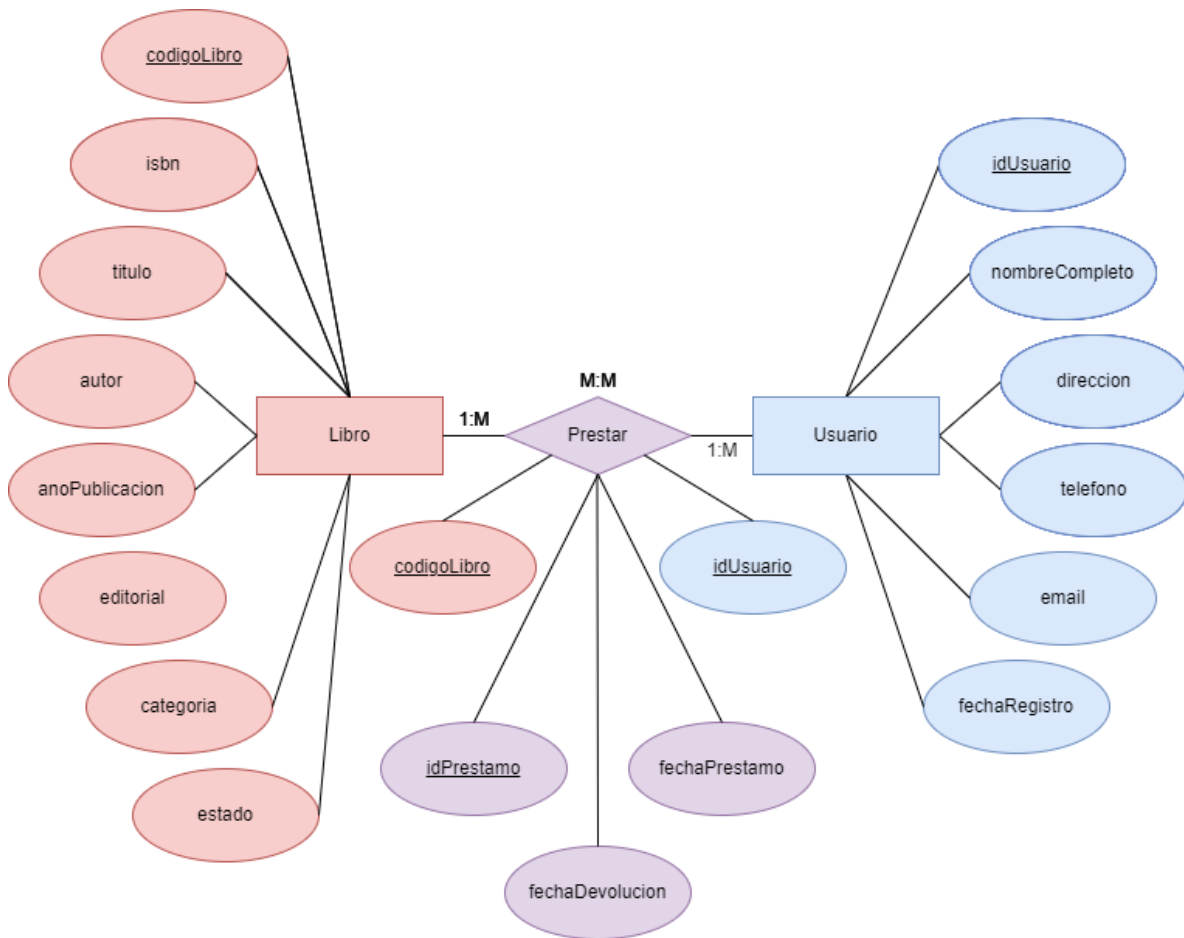 codigoLibro
isbn
titulo
autor
anoPublicacion
editorial
categoria
estado
Libro
1:M
M:M
Prestar
1:M
Usuario
codigoLibro
idUsuario
idPrestamo
fechaPrestamo
fechaDevolucion
idUsuario
nombreCompleto
direccion
telefono
email
fechaRegistro